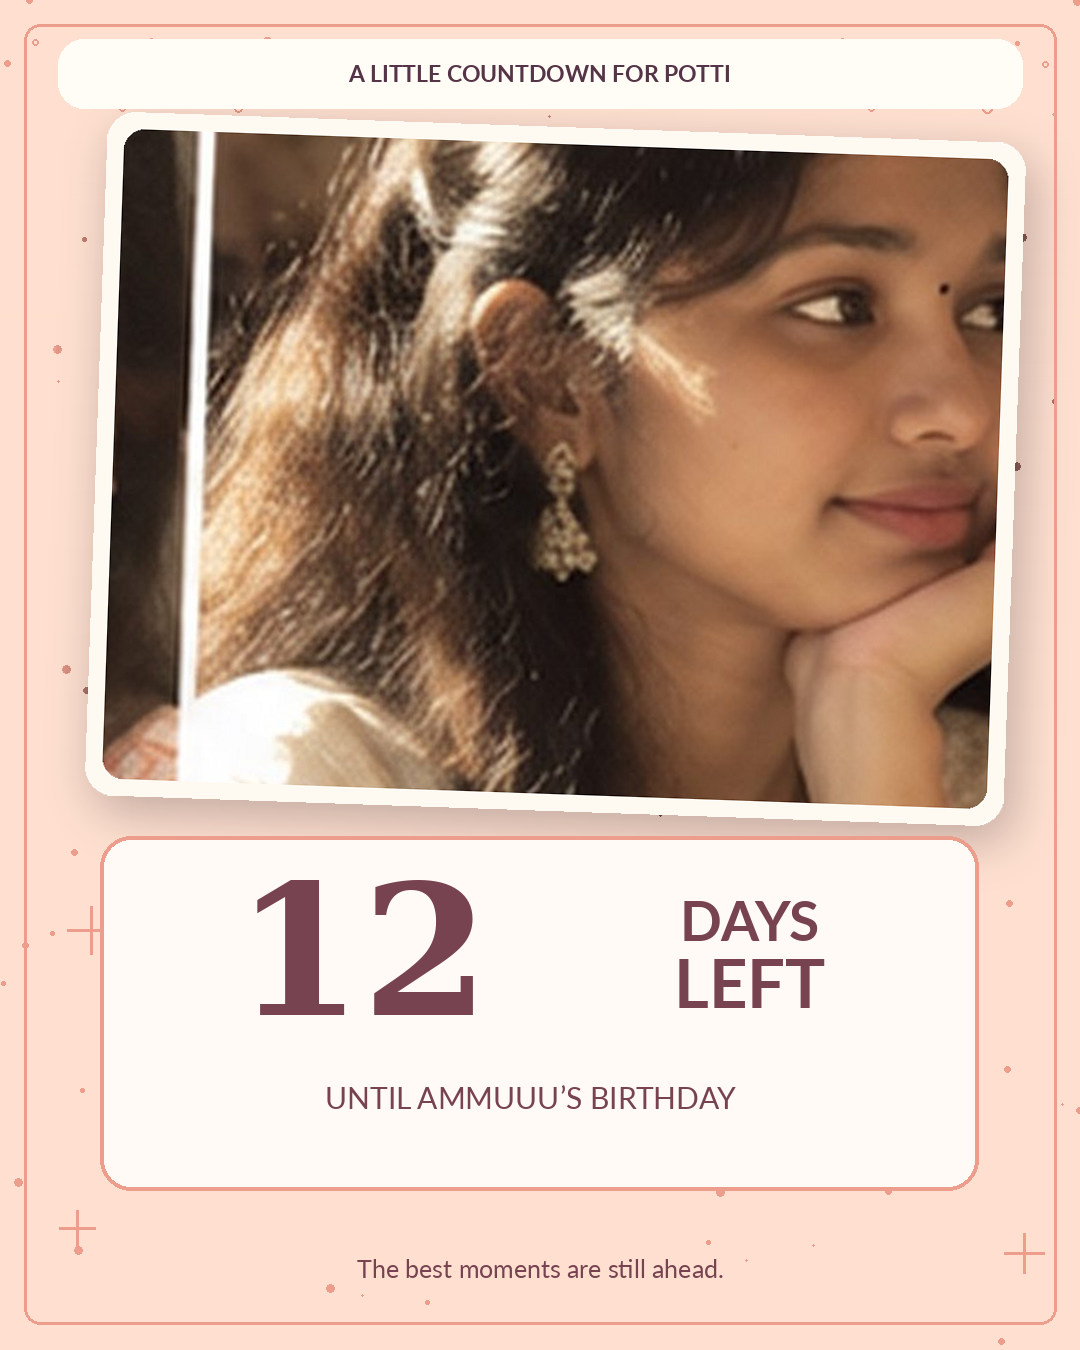 A LITTLE COUNTDOWN FOR POTTI
12
DAYS
LEFT
UNTIL AMMUUU’S BIRTHDAY
The best moments are still ahead.